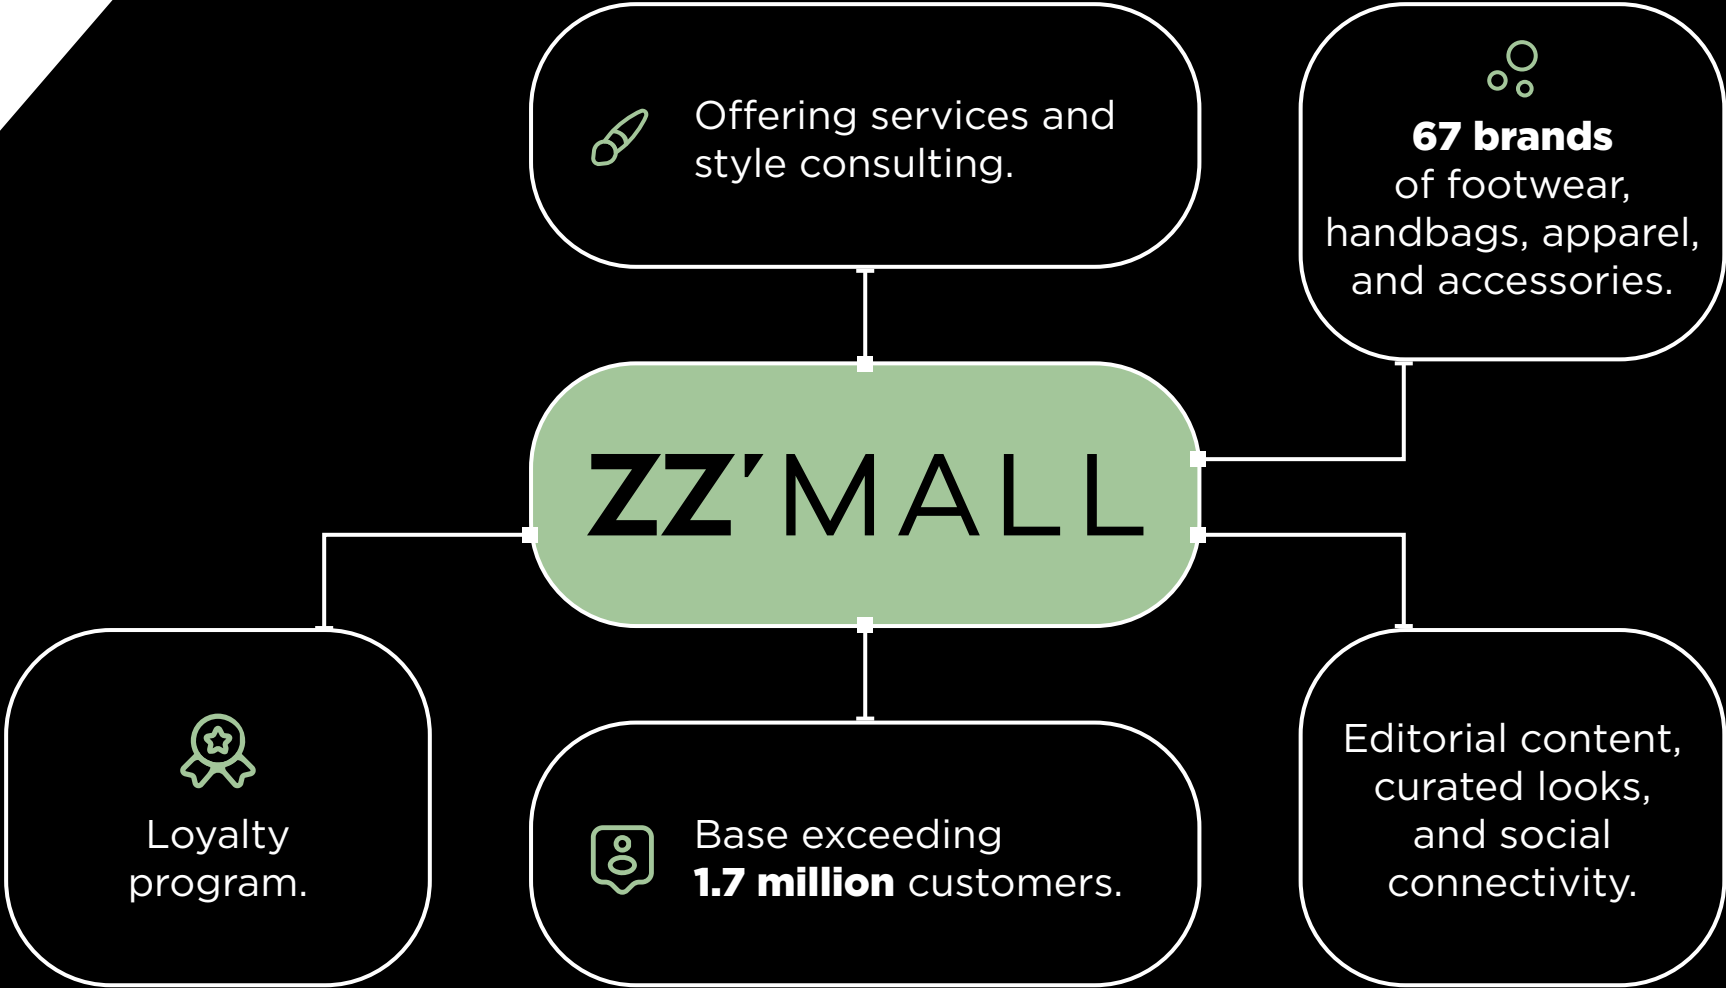 Offering services and
style consulting.
67 brands
of footwear,
handbags, apparel,
and accessories.
ZZ'MALL
Loyalty
program.
Base exceeding
1.7 million customers.
Editorial content,
curated looks,
and social
connectivity.